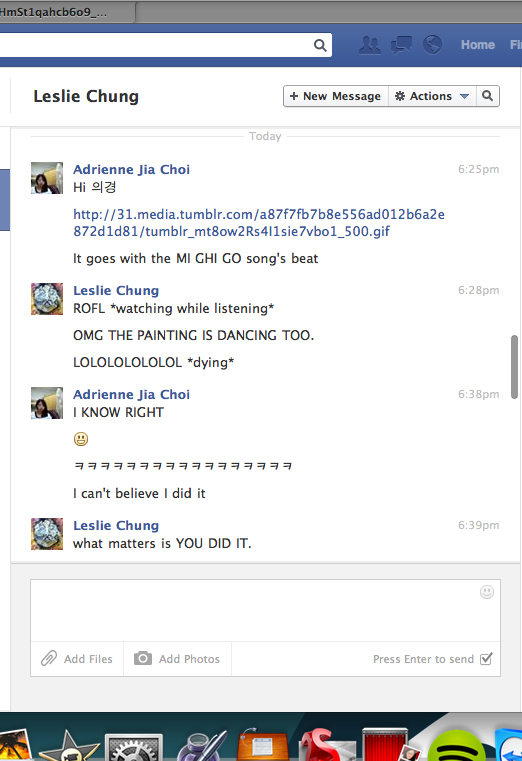 HmSt1qahcb6o9_...
Home
Leslie Chung
+ New Message
Actions
Today
Adrienne Jia Choi
6:25pm
Hi 의경
http://31.media.tumblr.com/a87f7fb7b8e556ad012b6a2e
872d1d81/tumblr_mt8ow2Rs4I1sie7vbo1_500.gif
It goes with the MI GHI GO song's beat
Leslie Chung
6:28pm
ROFL *watching while listening*
OMG THE PAINTING IS DANCING TOO.
LOLOLOLOLOLOL *dying*
Adrienne Jia Choi
6:38pm
I KNOW RIGHT
ㅋㅋㅋㅋㅋㅋㅋㅋㅋㅋㅋㅋㅋㅋㅋㅋㅋ
I can't believe I did it
Leslie Chung
6:39pm
what matters is YOU DID IT.
Add Files
Add Photos
Press Enter to send